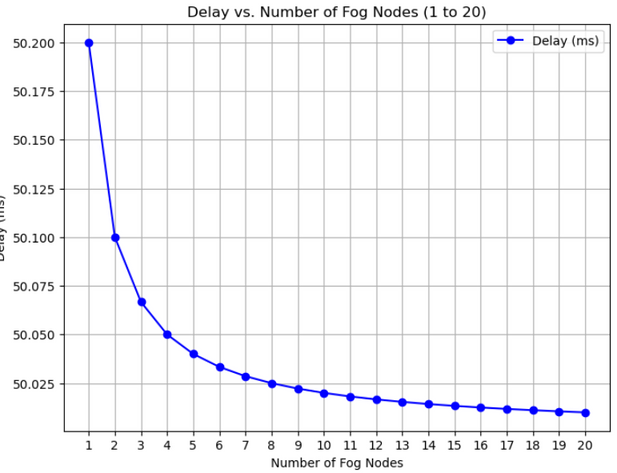 Delay vs. Number of Fog Nodes (1 to 20)
Delay (ms)
50.200
50.175
50.150
50.125
50.100
50.075
50.050
50.025
Delay (ms)
1 2 3 4 5 6 7 8 9 10 11 12 13 14 15 16 17 18 19 20
Number of Fog Nodes